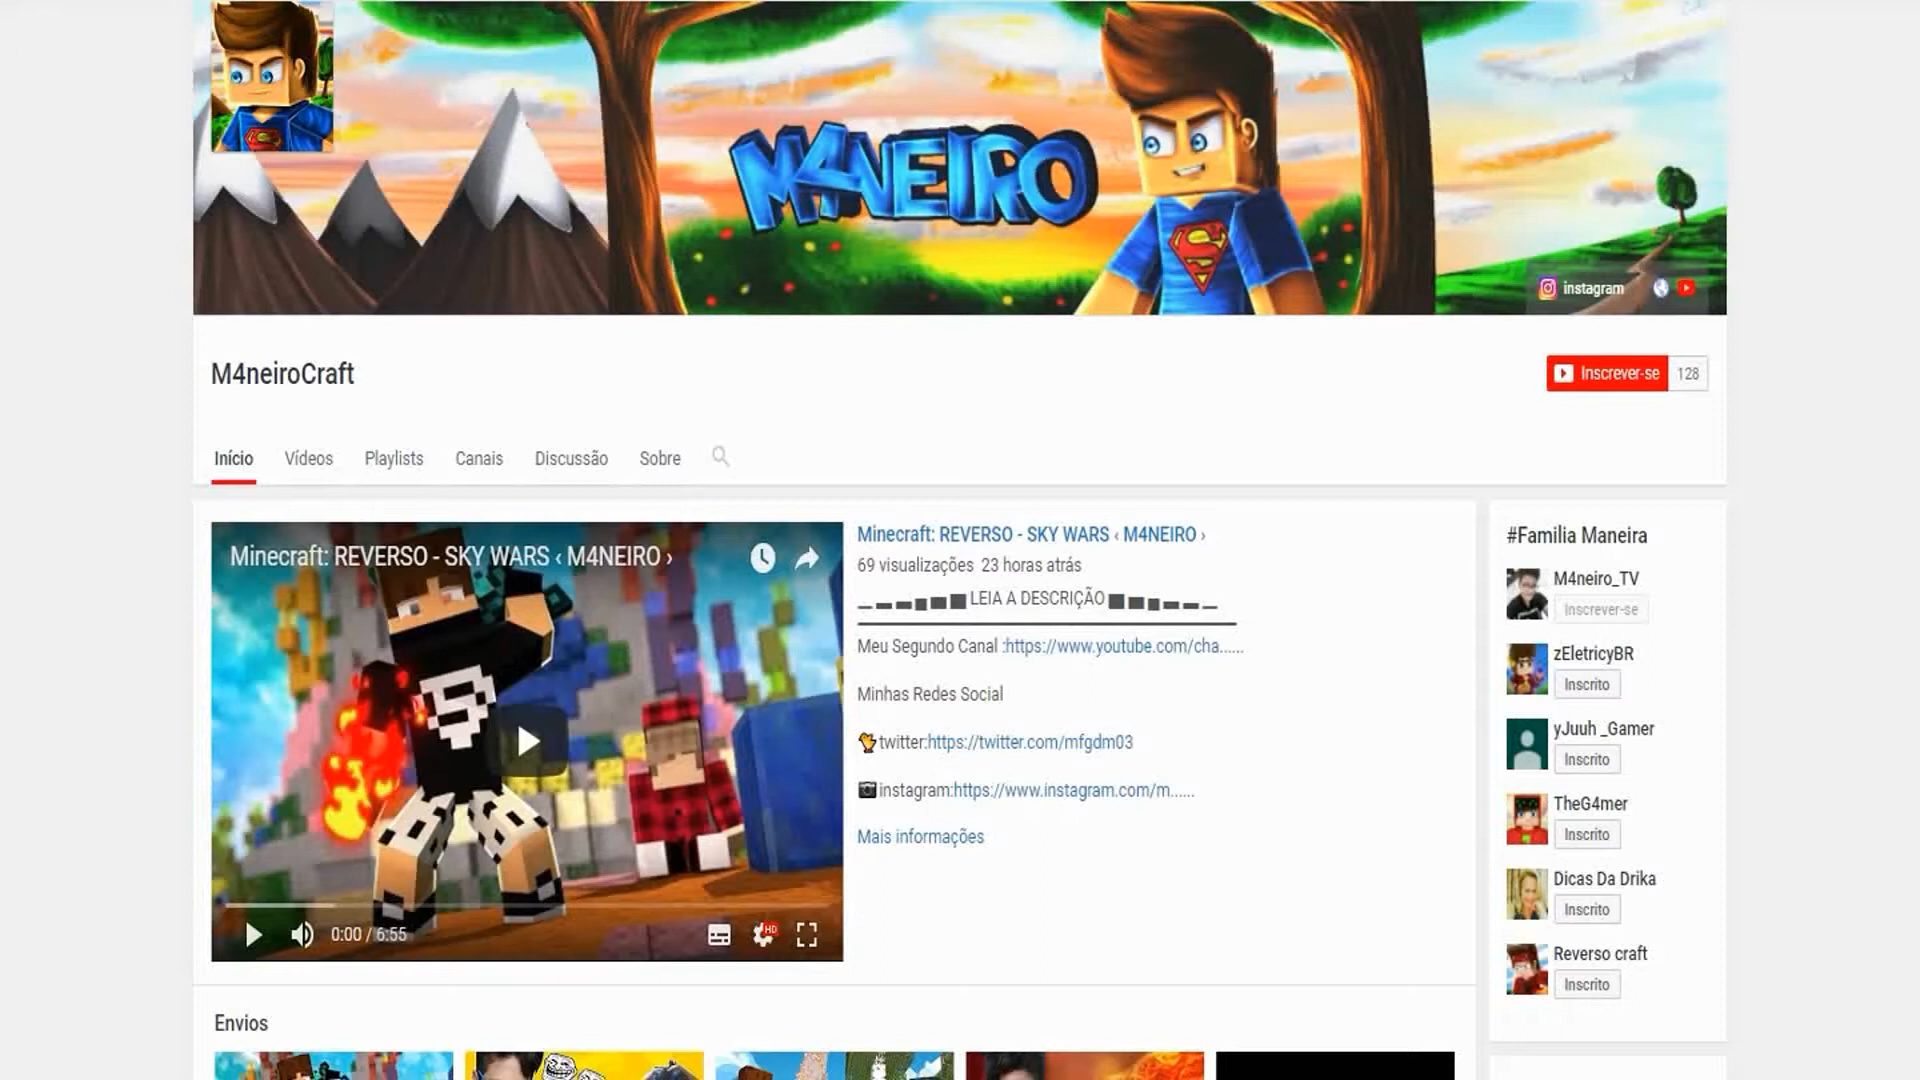 M4NEIRO
instagram
M4neiroCraft
Inscrever-se 128
Início Vídeos Playlists Canais Discussão Sobre
Minecraft: REVERSO - SKY WARS ‹ M4NEIRO ›
0:00 / 6:55
HD
Minecraft: REVERSO - SKY WARS ‹ M4NEIRO ›
69 visualizações 23 horas atrás
▁ ▂ ▂ ▄ ▅ ▆ LEIA A DESCRIÇÃO ▆ ▅ ▄ ▂ ▂ ▁
Meu Segundo Canal :https://www.youtube.com/cha......
Minhas Redes Social
twitter:https://twitter.com/mfgdm03
instagram:https://www.instagram.com/m......
Mais informações
#Familia Maneira
M4neiro_TV
Inscrever-se
zEletricyBR
Inscrito
yJuuh _Gamer
Inscrito
TheG4mer
Inscrito
Dicas Da Drika
Inscrito
Reverso craft
Inscrito
Envios